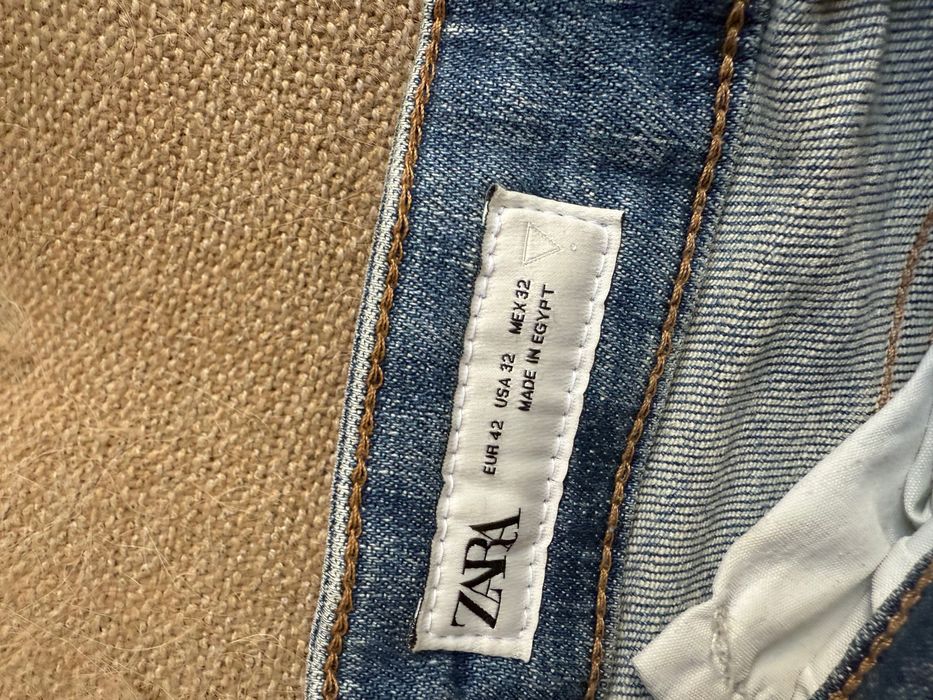 ZARA
EUR 42 USA 32 MEX 32
MADE IN EGYPT